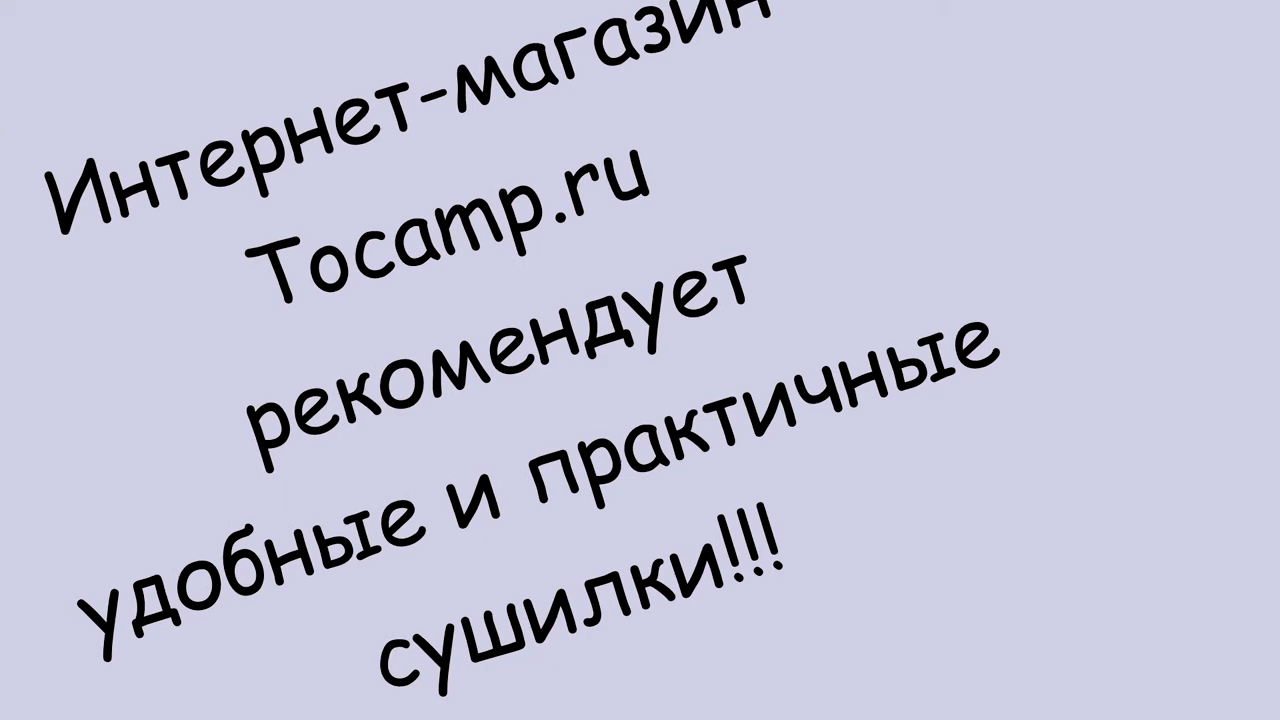 Интернет-магазин
Tocamp.ru
рекомендует
удобные и практичные
сушилки!!!